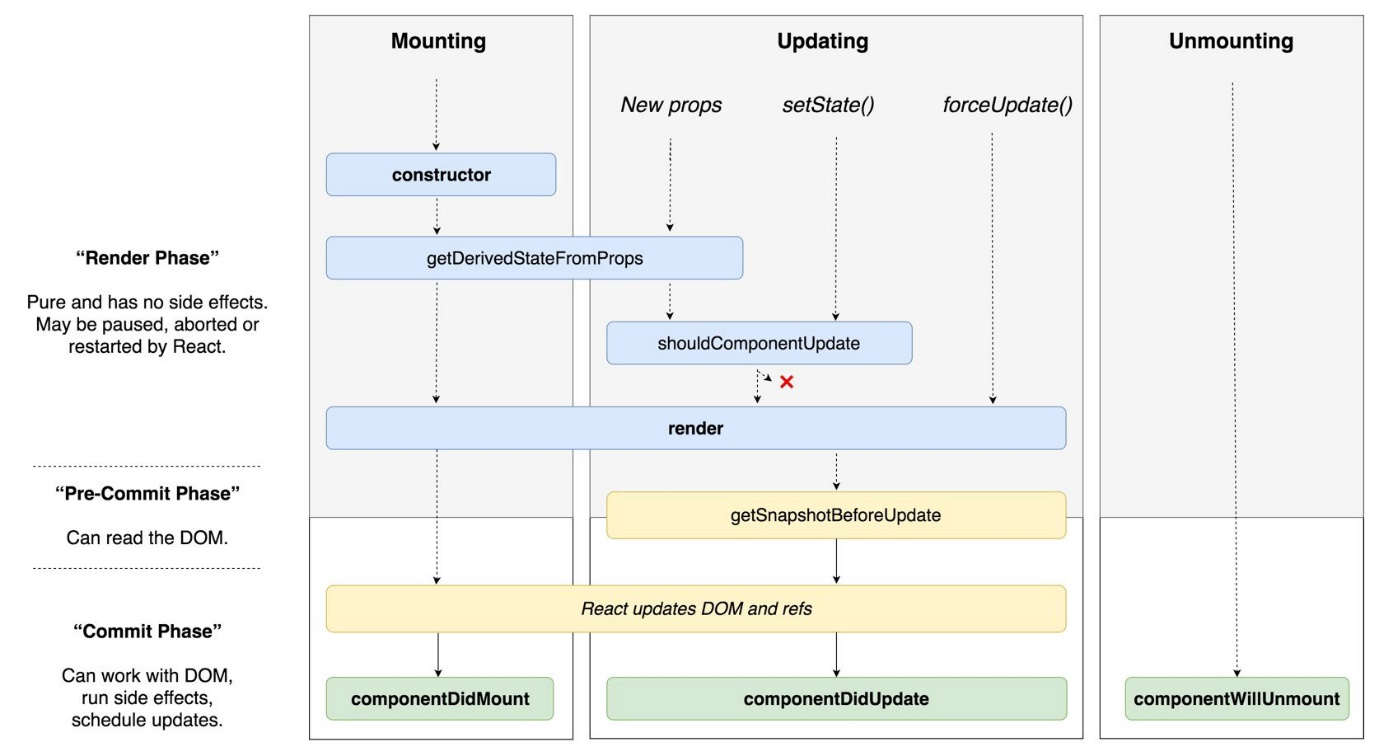 Mounting
Updating
Unmounting
New props
setState()
forceUpdate()
constructor
“Render Phase”
getDerivedStateFromProps
Pure and has no side effects.
May be paused, aborted or
restarted by React.
shouldComponentUpdate
render
“Pre-Commit Phase”
Can read the DOM.
getSnapshotBeforeUpdate
React updates DOM and refs
“Commit Phase”
Can work with DOM,
run side effects,
schedule updates.
componentDidMount
componentDidUpdate
componentWillUnmount